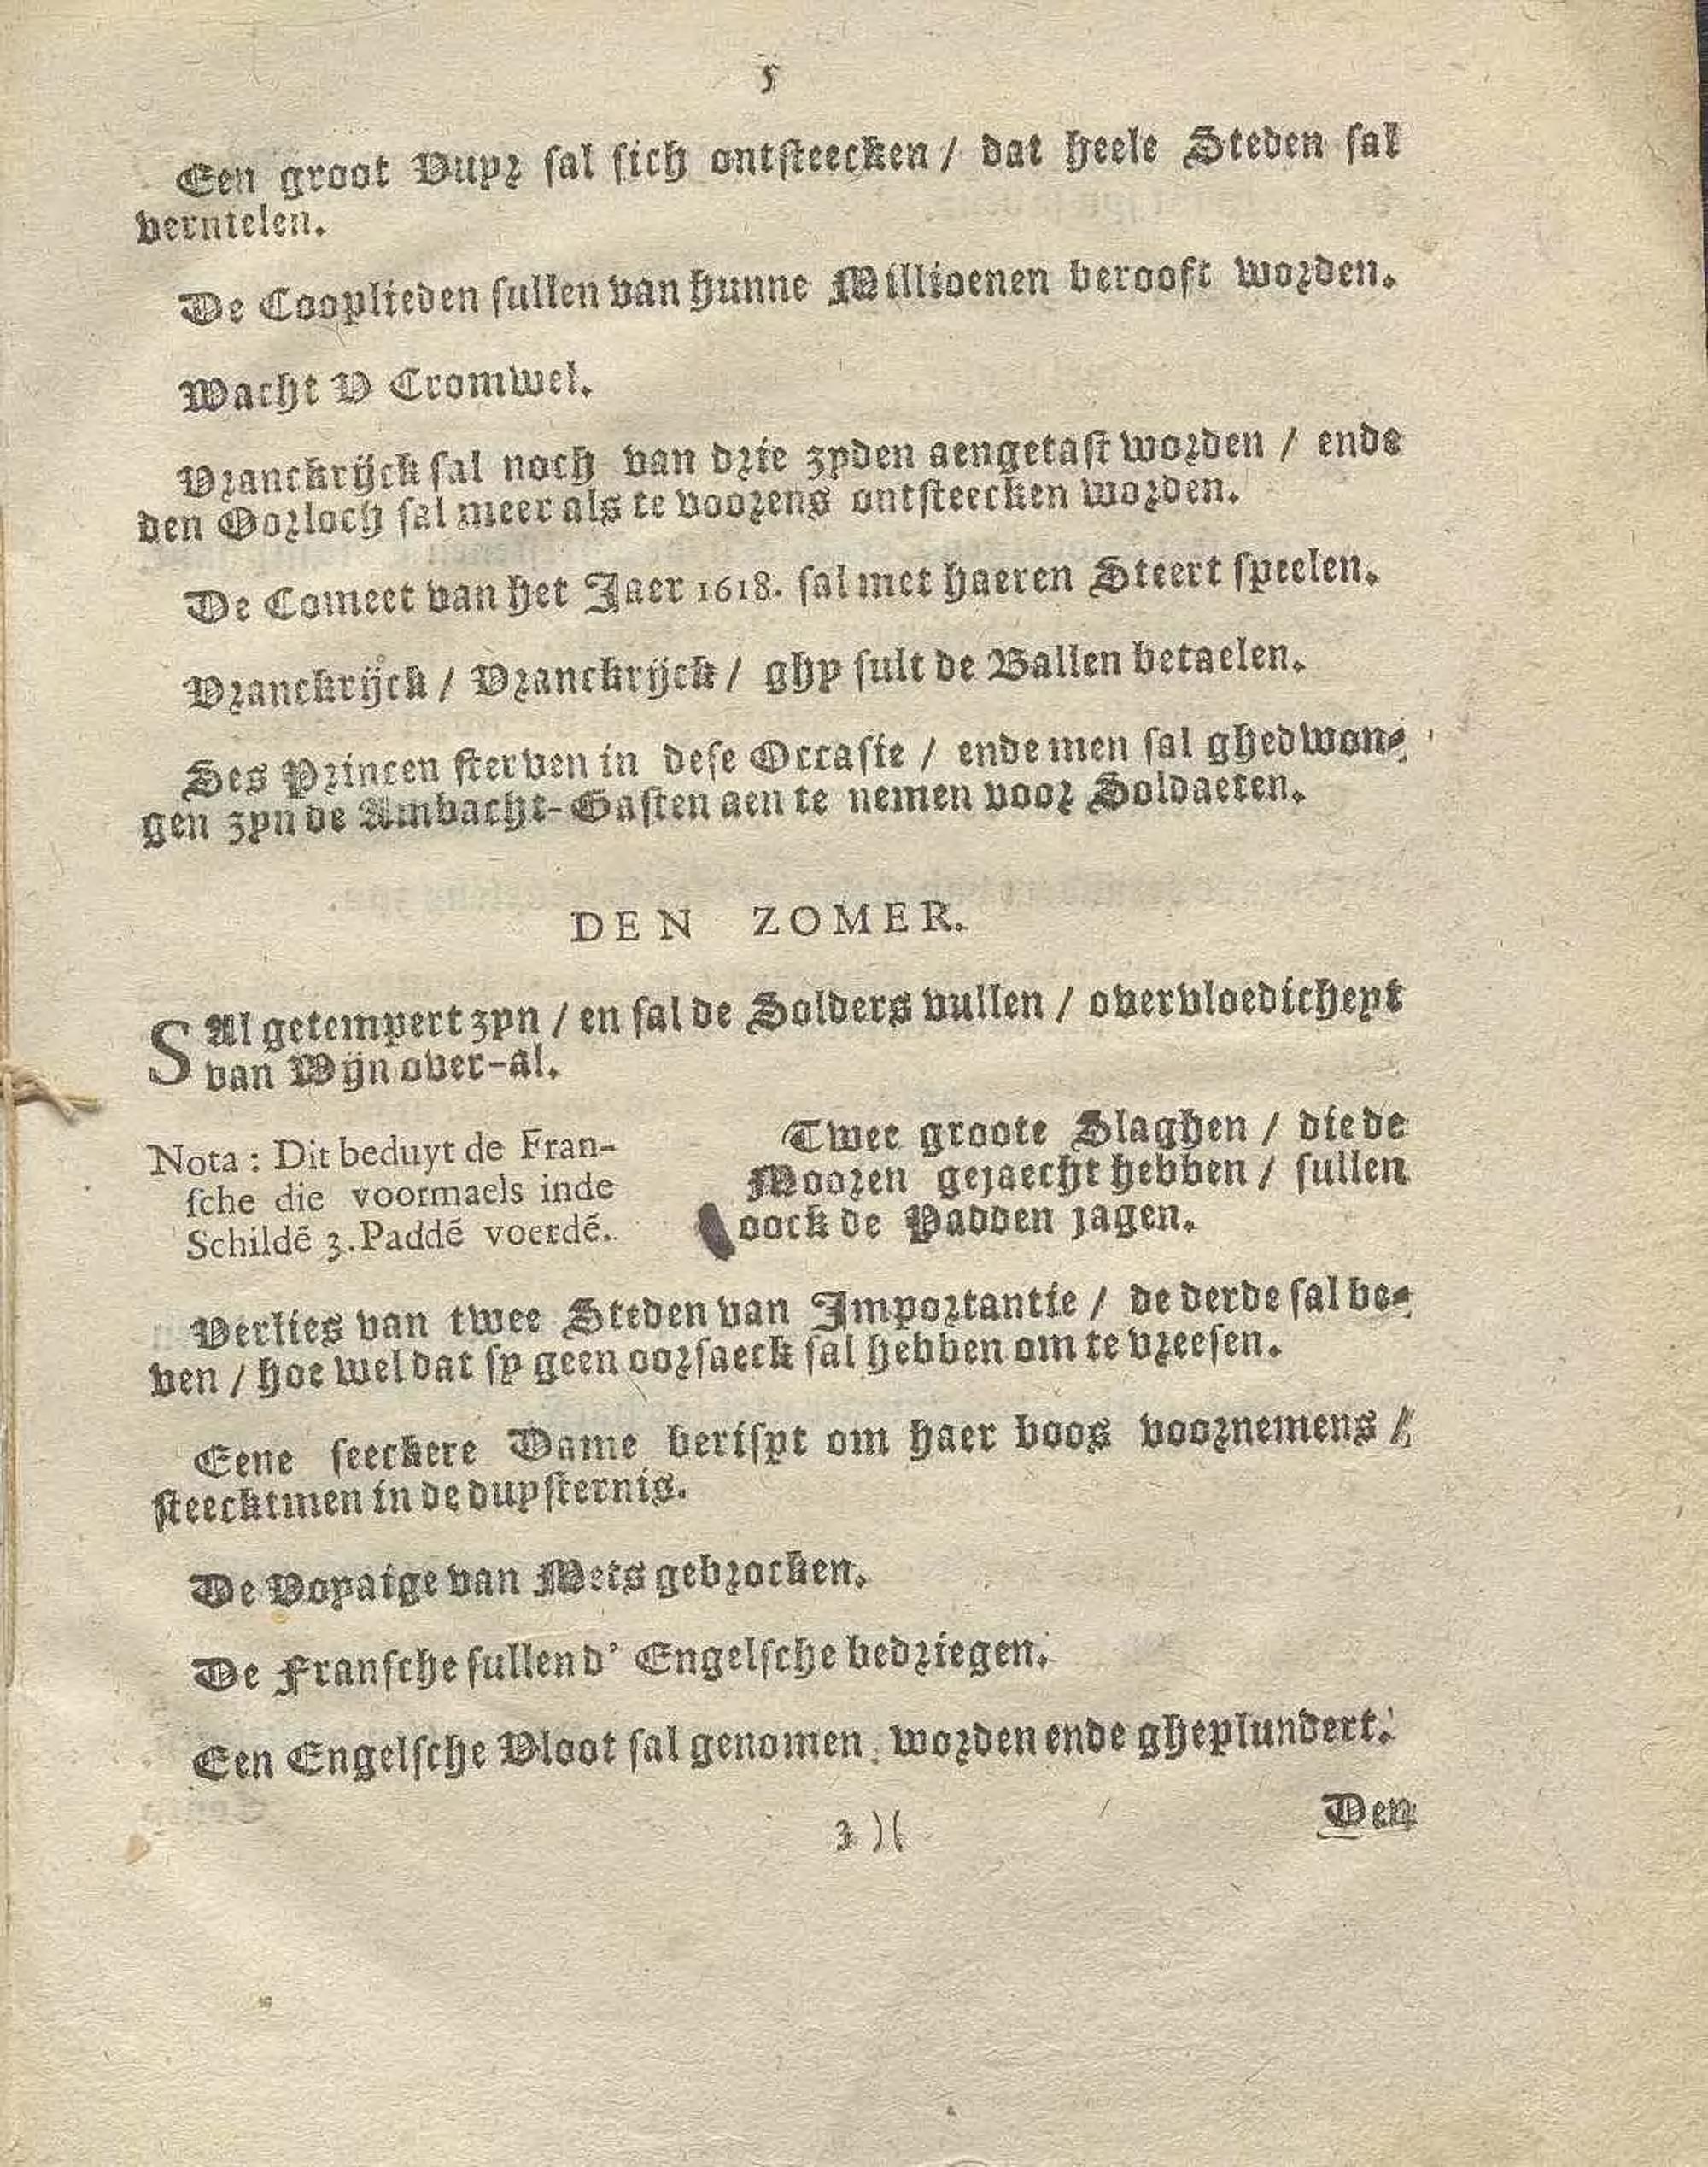 5
Een groot Vuyr sal sich ontsteecken / dat heele Steden sal
vernielen.
De Cooplieden sullen van hunne Millioenen berooft worden.
Wacht V Cromwel.
Vranckrijck sal noch van drie zyden aengetast worden / ende
den Oorloch sal meer als te voorens ontsteecken worden.
De Comeet van het Jaer 1618. sal met haeren Steert speelen.
Vranckrijck / Vranckrijck / ghy sult de Ballen betaelen.
Ses Princen sterven in dese Occasie / ende men sal ghedwon-
gen zyn de Ambacht-Gasten aen te nemen voor Soldaeten.
DEN ZOMER.
SAl getempert zyn / en sal de Solders vullen / overvloedicheyt
van Wijn over-al.
Nota : Dit beduyt de Fran-
sche die voormaels inde
Schildē 3. Paddē voerdē.
Twee groote Slaghen / die de
Mooren gejaecht hebben / sullen
oock de Padden jagen.
Verlies van twee Steden van Importantie / de derde sal be-
ven / hoe wel dat sy geen oorsaeck sal hebben om te vreesen.
Eene seeckere Dame berispt om haer boos voornemens /
steecktmen in de duysternis.
De Vopaige van Mets gebrocken.
De Fransche sullen d' Engelsche bedriegen.
Een Engelsche Vloot sal genomen worden ende gheplundert.
3 )(
Den